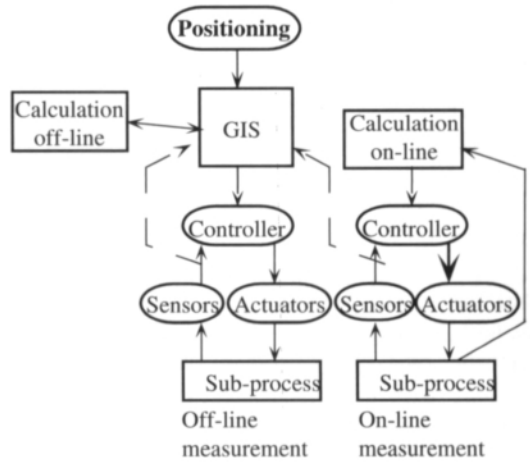 Positioning
Calculation
off-line
GIS
Calculation
on-line
Controller
Controller
Sensors
Actuators
Sensors
Actuators
Sub-process
Sub-process
Off-line
measurement
On-line
measurement